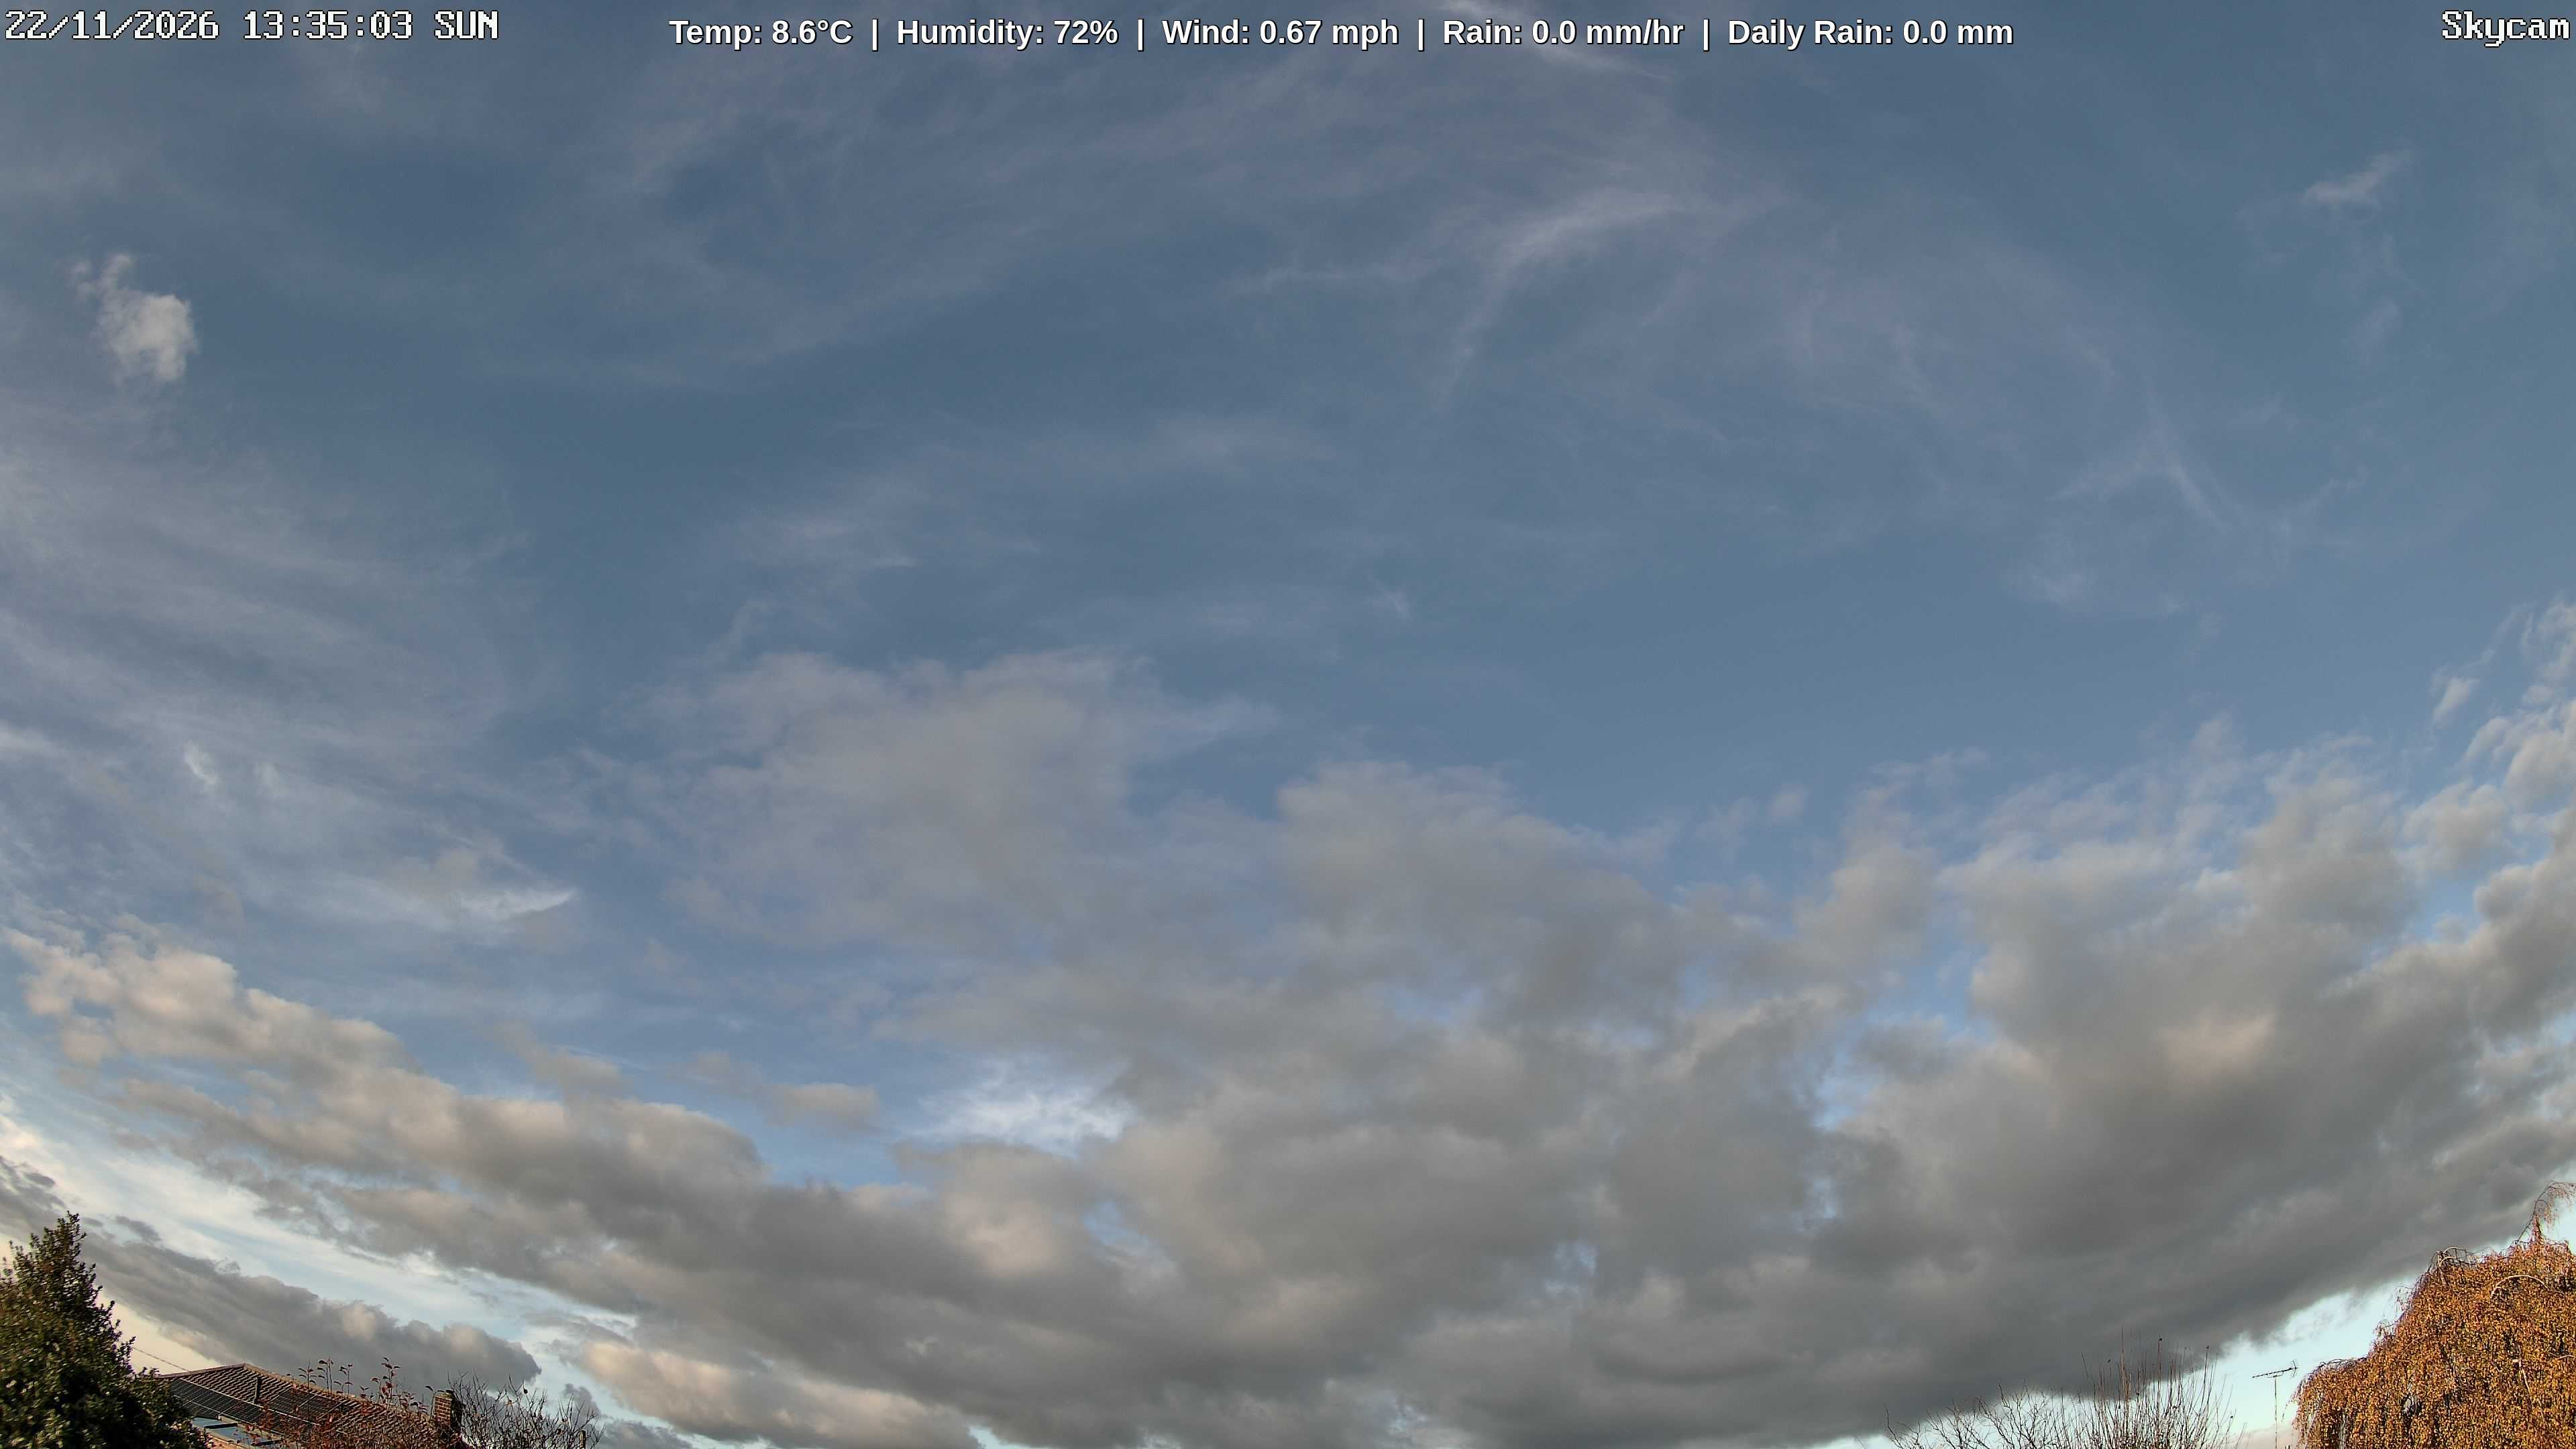 22/11/2026 13:35:03 SUN
Temp: 8.6°C | Humidity: 72% | Wind: 0.67 mph | Rain: 0.0 mm/hr | Daily Rain: 0.0 mm
Skycam